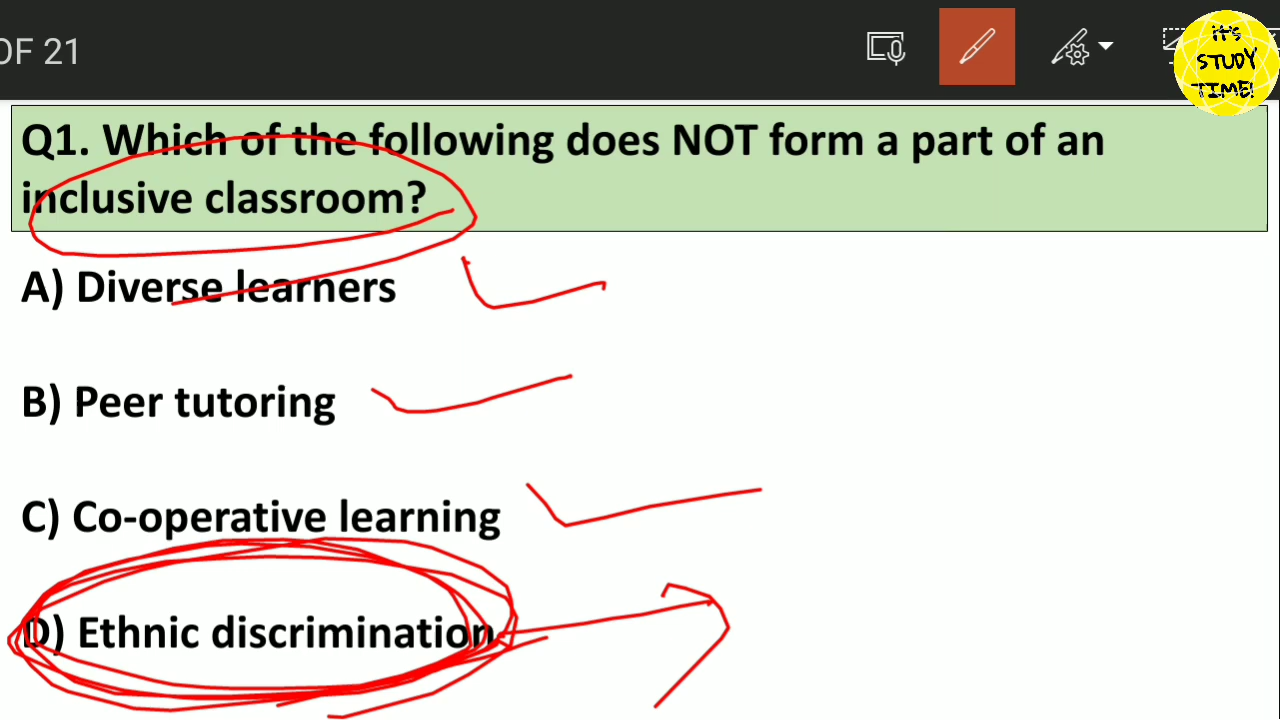 OF 21
IT'S
STUDY
TIME!
Q1. Which of the following does NOT form a part of an
inclusive classroom?
A) Diverse learners
B) Peer tutoring
C) Co-operative learning
D) Ethnic discrimination